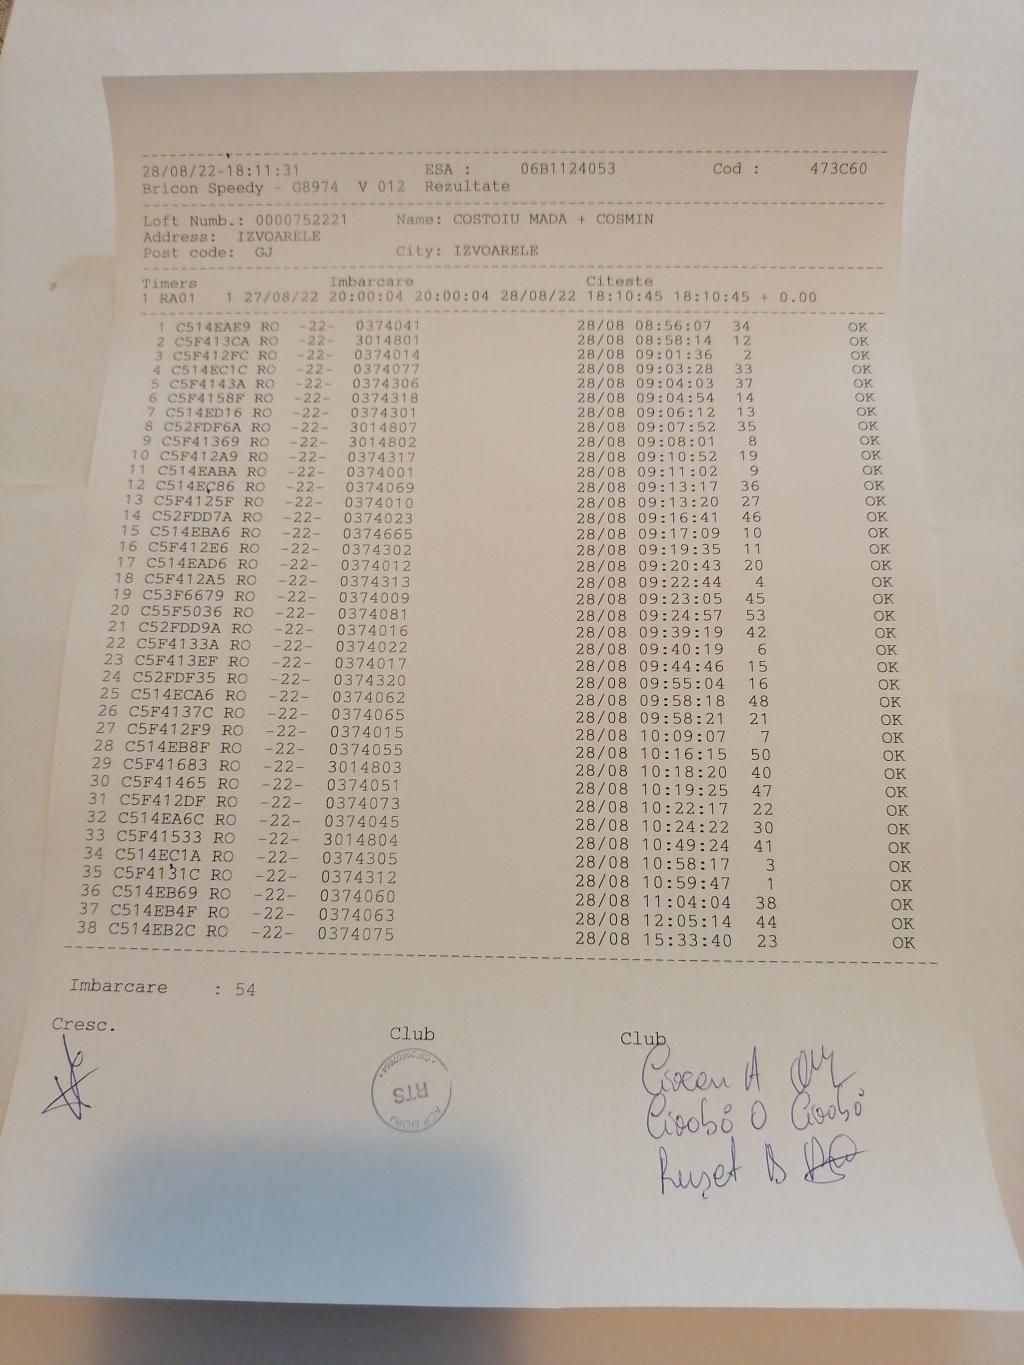 28/08/22-18:11:31 ESA : 06B1124053 Cod : 473C60
Bricon Speedy - G8974 V 012 Rezultate
Loft Numb.: 0000752221 Name: COSTOIU MADA + COSMIN
Address: IZVOARELE
Post code: GJ City: IZVOARELE
Timers Imbarcare Citeste
1 RA01 1 27/08/22 20:00:04 20:00:04 28/08/22 18:10:45 18:10:45 + 0.00
1 C514EAE9 RO -22- 0374041 28/08 08:56:07 34 OK
2 C5F413CA RO -22- 3014801 28/08 08:58:14 12 OK
3 C5F412FC RO -22- 0374014 28/08 09:01:36 2 OK
4 C514EC1C RO -22- 0374077 28/08 09:03:28 33 OK
5 C5F4143A RO -22- 0374306 28/08 09:04:03 37 OK
6 C5F4158F RO -22- 0374318 28/08 09:04:54 14 OK
7 C514ED16 RO -22- 0374301 28/08 09:06:12 13 OK
8 C52FDF6A RO -22- 3014807 28/08 09:07:52 35 OK
9 C5F41369 RO -22- 3014802 28/08 09:08:01 8 OK
10 C5F412A9 RO -22- 0374317 28/08 09:10:52 19 OK
11 C514EABA RO -22- 0374001 28/08 09:11:02 9 OK
12 C514EC86 RO -22- 0374069 28/08 09:13:17 36 OK
13 C5F4125F RO -22- 0374010 28/08 09:13:20 27 OK
14 C52FDD7A RO -22- 0374023 28/08 09:16:41 46 OK
15 C514EBA6 RO -22- 0374665 28/08 09:17:09 10 OK
16 C5F412E6 RO -22- 0374302 28/08 09:19:35 11 OK
17 C514EAD6 RO -22- 0374012 28/08 09:20:43 20 OK
18 C5F412A5 RO -22- 0374313 28/08 09:22:44 4 OK
19 C53F6679 RO -22- 0374009 28/08 09:23:05 45 OK
20 C55F5036 RO -22- 0374081 28/08 09:24:57 53 OK
21 C52FDD9A RO -22- 0374016 28/08 09:39:19 42 OK
22 C5F4133A RO -22- 0374022 28/08 09:40:19 6 OK
23 C5F413EF RO -22- 0374017 28/08 09:44:46 15 OK
24 C52FDF35 RO -22- 0374320 28/08 09:55:04 16 OK
25 C514ECA6 RO -22- 0374062 28/08 09:58:18 48 OK
26 C5F4137C RO -22- 0374065 28/08 09:58:21 21 OK
27 C5F412F9 RO -22- 0374015 28/08 10:09:07 7 OK
28 C514EB8F RO -22- 0374055 28/08 10:16:15 50 OK
29 C5F41683 RO -22- 3014803 28/08 10:18:20 40 OK
30 C5F41465 RO -22- 0374051 28/08 10:19:25 47 OK
31 C5F412DF RO -22- 0374073 28/08 10:22:17 22 OK
32 C514EA6C RO -22- 0374045 28/08 10:24:22 30 OK
33 C5F41533 RO -22- 3014804 28/08 10:49:24 41 OK
34 C514EC1A RO -22- 0374305 28/08 10:58:17 3 OK
35 C5F4131C RO -22- 0374312 28/08 10:59:47 1 OK
36 C514EB69 RO -22- 0374060 28/08 11:04:04 38 OK
37 C514EB4F RO -22- 0374063 28/08 12:05:14 44 OK
38 C514EB2C RO -22- 0374075 28/08 15:33:40 23 OK
Imbarcare : 54
Cresc. Club Club
RTS
ACP GORJ
Ciocan A
Ciobó O Ciobó
Rușet B